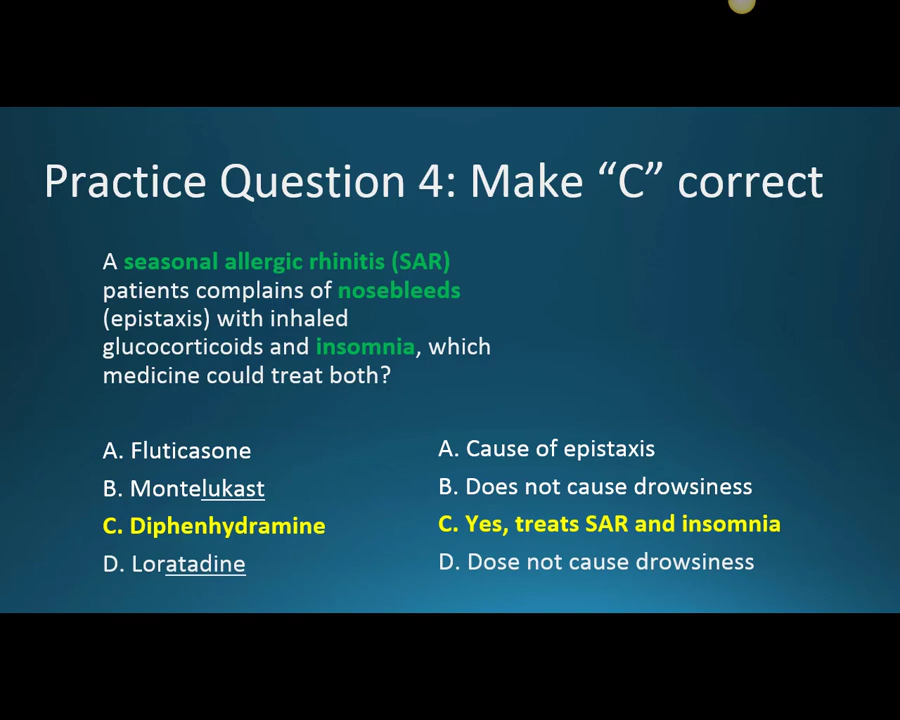 Practice Question 4: Make “C” correct
A seasonal allergic rhinitis (SAR)
patients complains of nosebleeds
(epistaxis) with inhaled
glucocorticoids and insomnia, which
medicine could treat both?
A. Fluticasone
B. Montelukast
C. Diphenhydramine
D. Loratadine
A. Cause of epistaxis
B. Does not cause drowsiness
C. Yes, treats SAR and insomnia
D. Dose not cause drowsiness